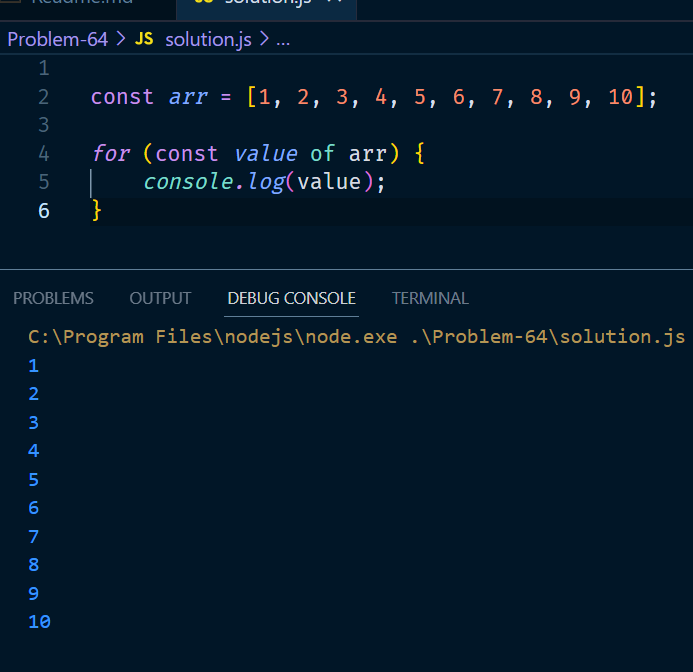 Readme.md JS solution.js
Problem-64 > JS solution.js > ...
1
2 const arr = [1, 2, 3, 4, 5, 6, 7, 8, 9, 10];
3
4 for (const value of arr) {
5     console.log(value);
6 }
PROBLEMS OUTPUT DEBUG CONSOLE TERMINAL
C:\Program Files\nodejs\node.exe .\Problem-64\solution.js
1
2
3
4
5
6
7
8
9
10